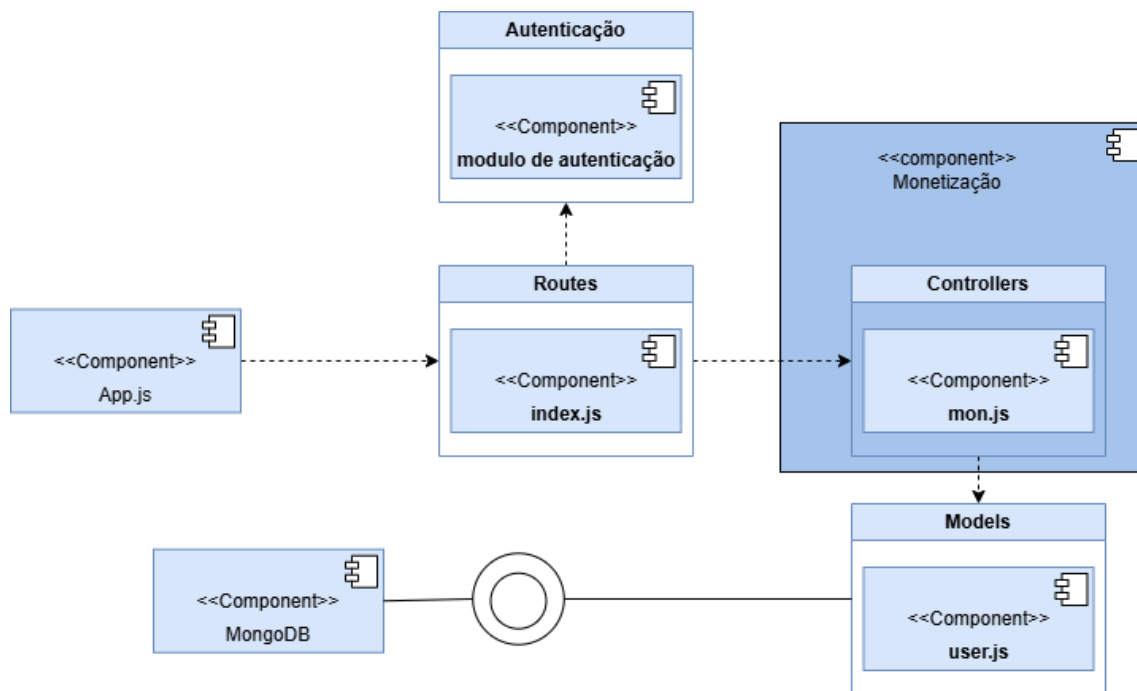 Autenticação
<<Component>>
modulo de autenticação
<<component>>
Monetização
Routes
<<Component>>
index.js
Controllers
<<Component>>
mon.js
<<Component>>
App.js
Models
<<Component>>
user.js
<<Component>>
MongoDB